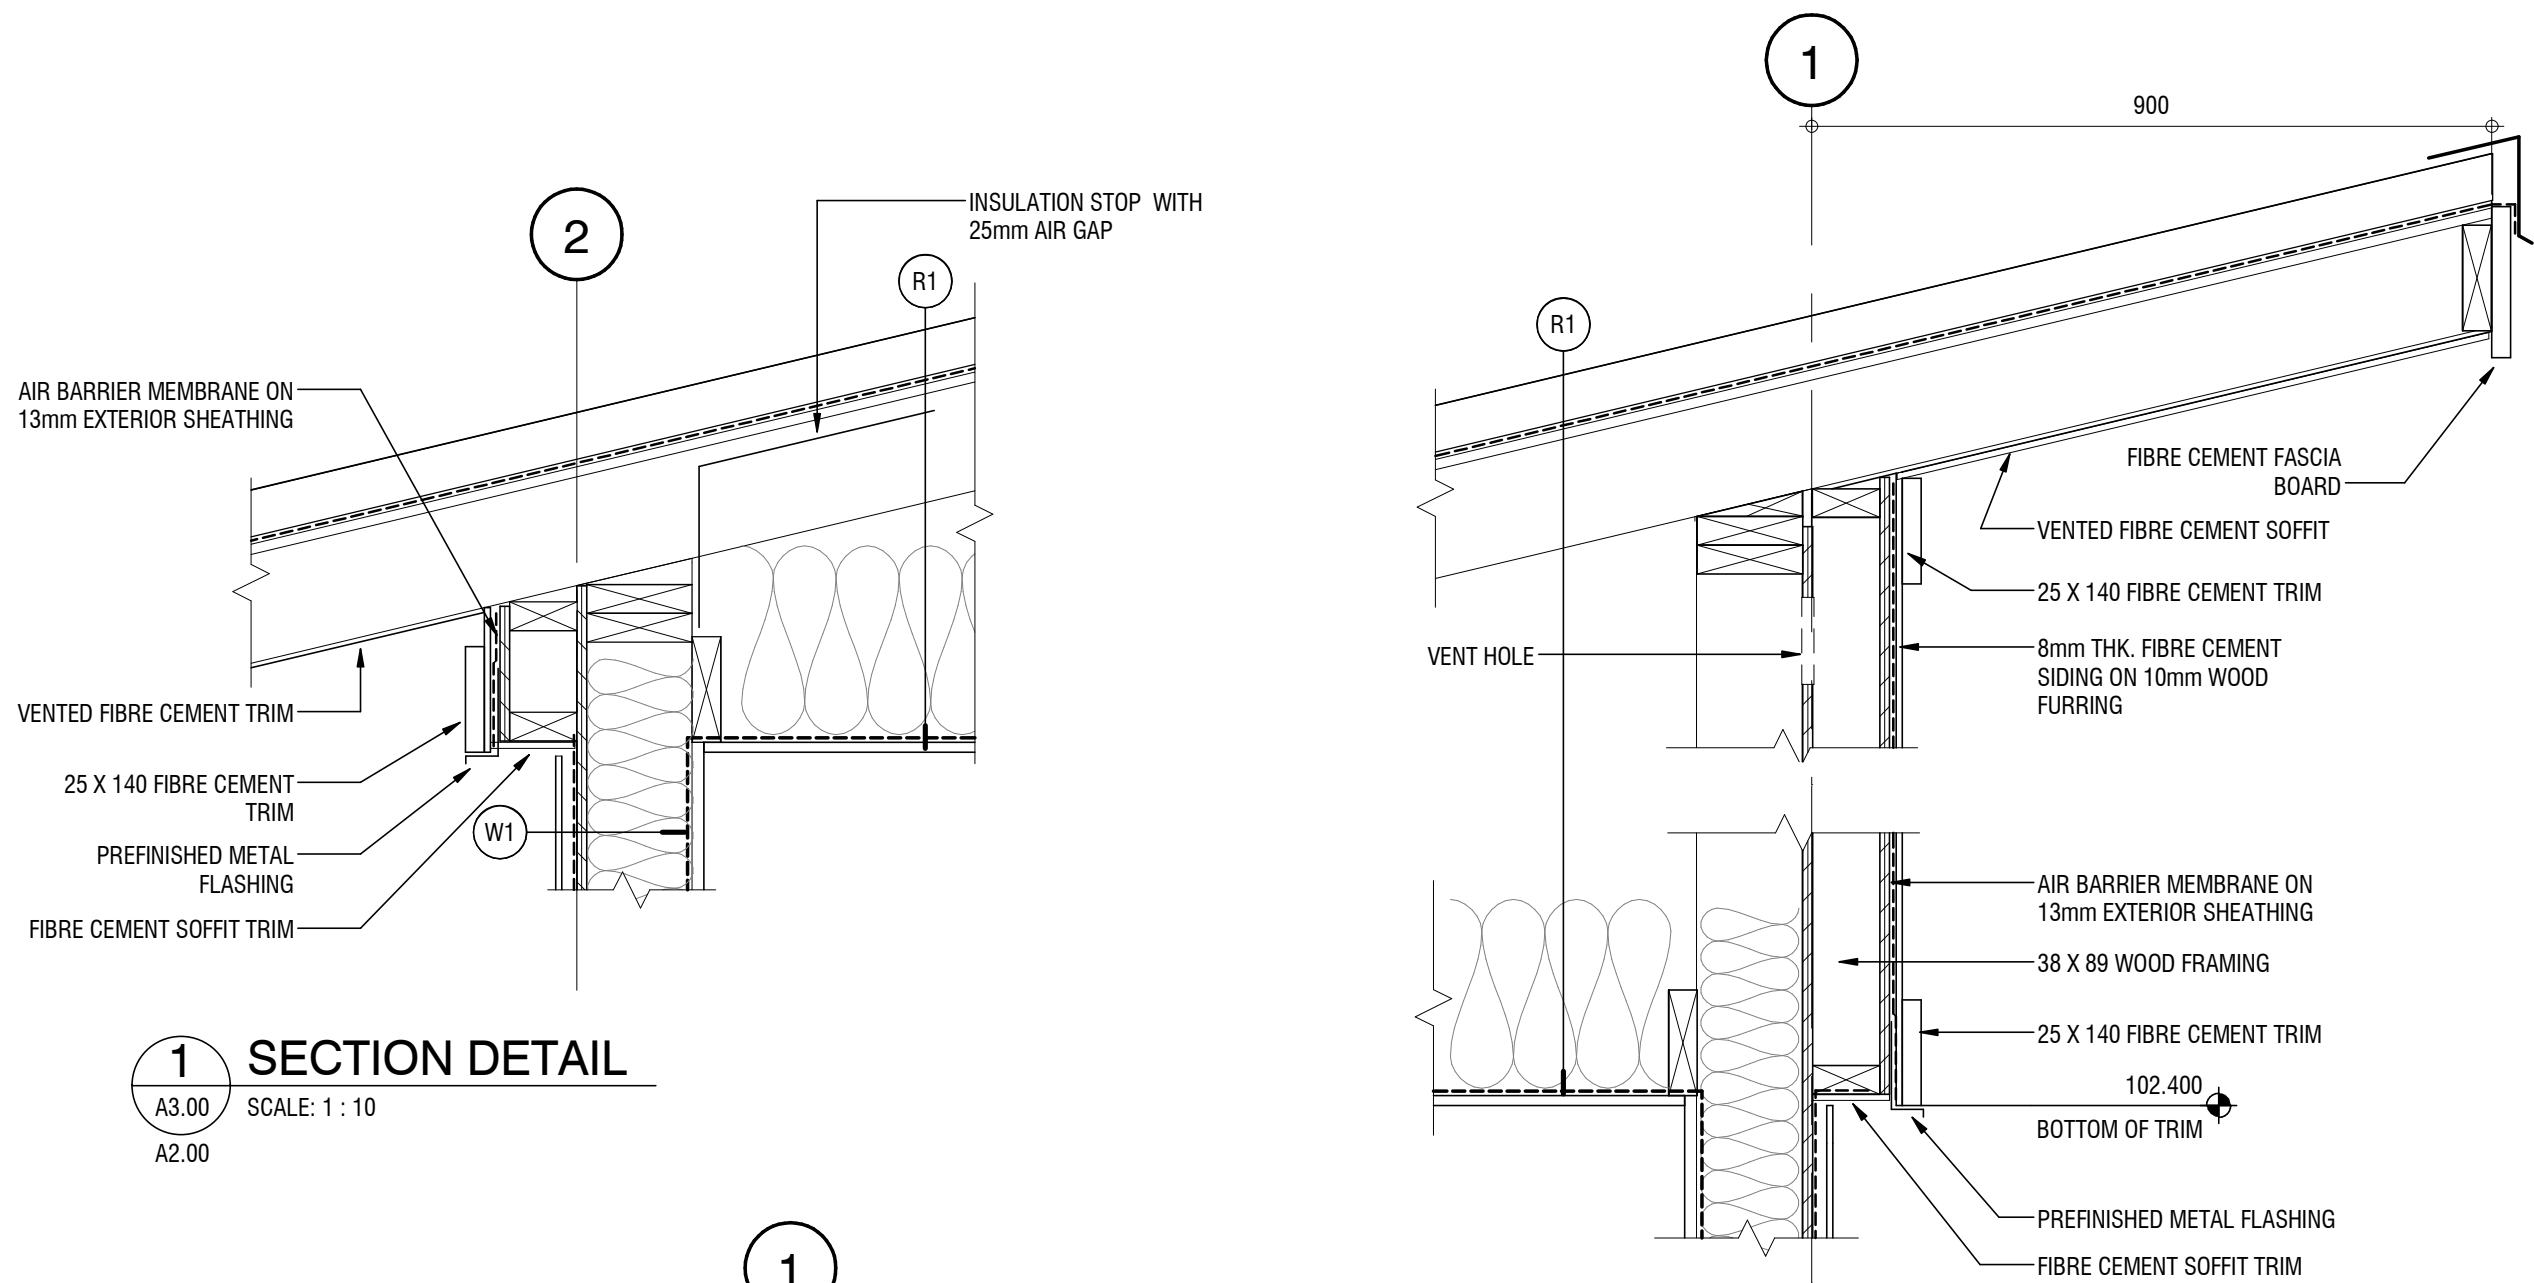 2
INSULATION STOP WITH
25mm AIR GAP
R1
AIR BARRIER MEMBRANE ON
13mm EXTERIOR SHEATHING
VENTED FIBRE CEMENT TRIM
25 X 140 FIBRE CEMENT
TRIM
W1
PREFINISHED METAL
FLASHING
FIBRE CEMENT SOFFIT TRIM
1
SECTION DETAIL
A3.00
SCALE: 1 : 10
A2.00
1
1
900
R1
FIBRE CEMENT FASCIA
BOARD
VENTED FIBRE CEMENT SOFFIT
25 X 140 FIBRE CEMENT TRIM
VENT HOLE
8mm THK. FIBRE CEMENT
SIDING ON 10mm WOOD
FURRING
AIR BARRIER MEMBRANE ON
13mm EXTERIOR SHEATHING
38 X 89 WOOD FRAMING
25 X 140 FIBRE CEMENT TRIM
102.400
BOTTOM OF TRIM
PREFINISHED METAL FLASHING
FIBRE CEMENT SOFFIT TRIM